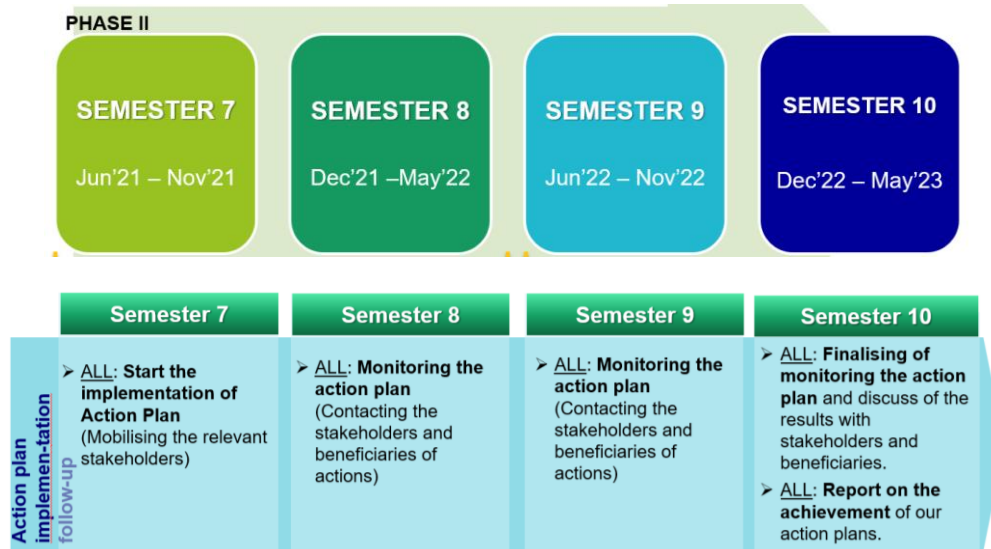 PHASE II
SEMESTER 7
Jun'21 – Nov'21
SEMESTER 8
Dec'21 –May'22
SEMESTER 9
Jun'22 – Nov'22
SEMESTER 10
Dec'22 – May'23
Semester 7
Semester 8
Semester 9
Semester 10
Action plan
implemen-tation
follow-up
➢ ALL: Start the
implementation of
Action Plan
(Mobilising the relevant
stakeholders)
➢ ALL: Monitoring the
action plan
(Contacting the
stakeholders and
beneficiaries of
actions)
➢ ALL: Monitoring the
action plan
(Contacting the
stakeholders and
beneficiaries of
actions)
➢ ALL: Finalising of
monitoring the action
plan and discuss of the
results with
stakeholders and
beneficiaries.
➢ ALL: Report on the
achievement of our
action plans.